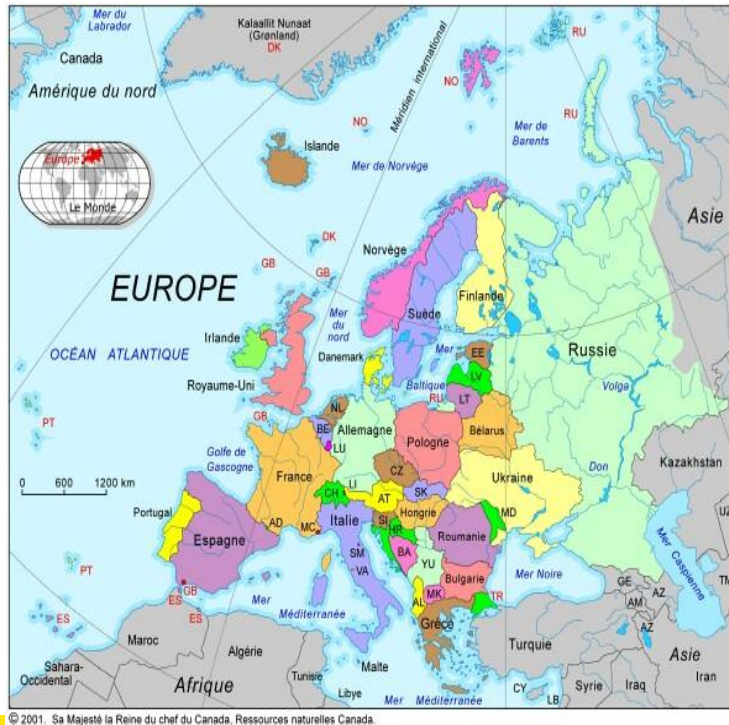 Mer du
Labrador
Kalaallit Nunaat
(Grønland)
DK
RU
Canada
Amérique du nord
Méridian international
NO
NO
RU
Mer de
Barents
Islande
Mer de Norvège
Europe
Le Monde
Asie
DK
Norvège
GB
GB
EUROPE
Finlande
Suède
Mer
du
nord
Irlande
OCÉAN ATLANTIQUE
Danemark
Mer
Baltique
EE
Russie
LV
Royaume-Uni
RU
LT
Volga
PT
GB
NL
BE
Allemagne
Pologne
Bélarus
LU
Golfe de
Gascogne
0 600 1200 km
France
CZ
Ukraine
Don
Kazakhstan
LI
CH
AT
SK
MD
UZ
Portugal
AD
MC
Italie
SI
Hongrie
HR
Roumanie
Espagne
SM
BA
YU
VA
Mer Caspienne
PT
GB
ES
ES
ES
Mer
Méditerranée
AL
MK
Bulgarie
Mer Noire
GE
AZ
TM
TR
AM
AZ
Grèce
Turquie
Asie
Maroc
Algérie
Tunisie
Malte
Sahara-
Occidental
Afrique
Libye
Mer Méditerranée
CY
LB
Syrie
Iraq
Iran
© 2001. Sa Majesté la Reine du chef du Canada, Ressources naturelles Canada.